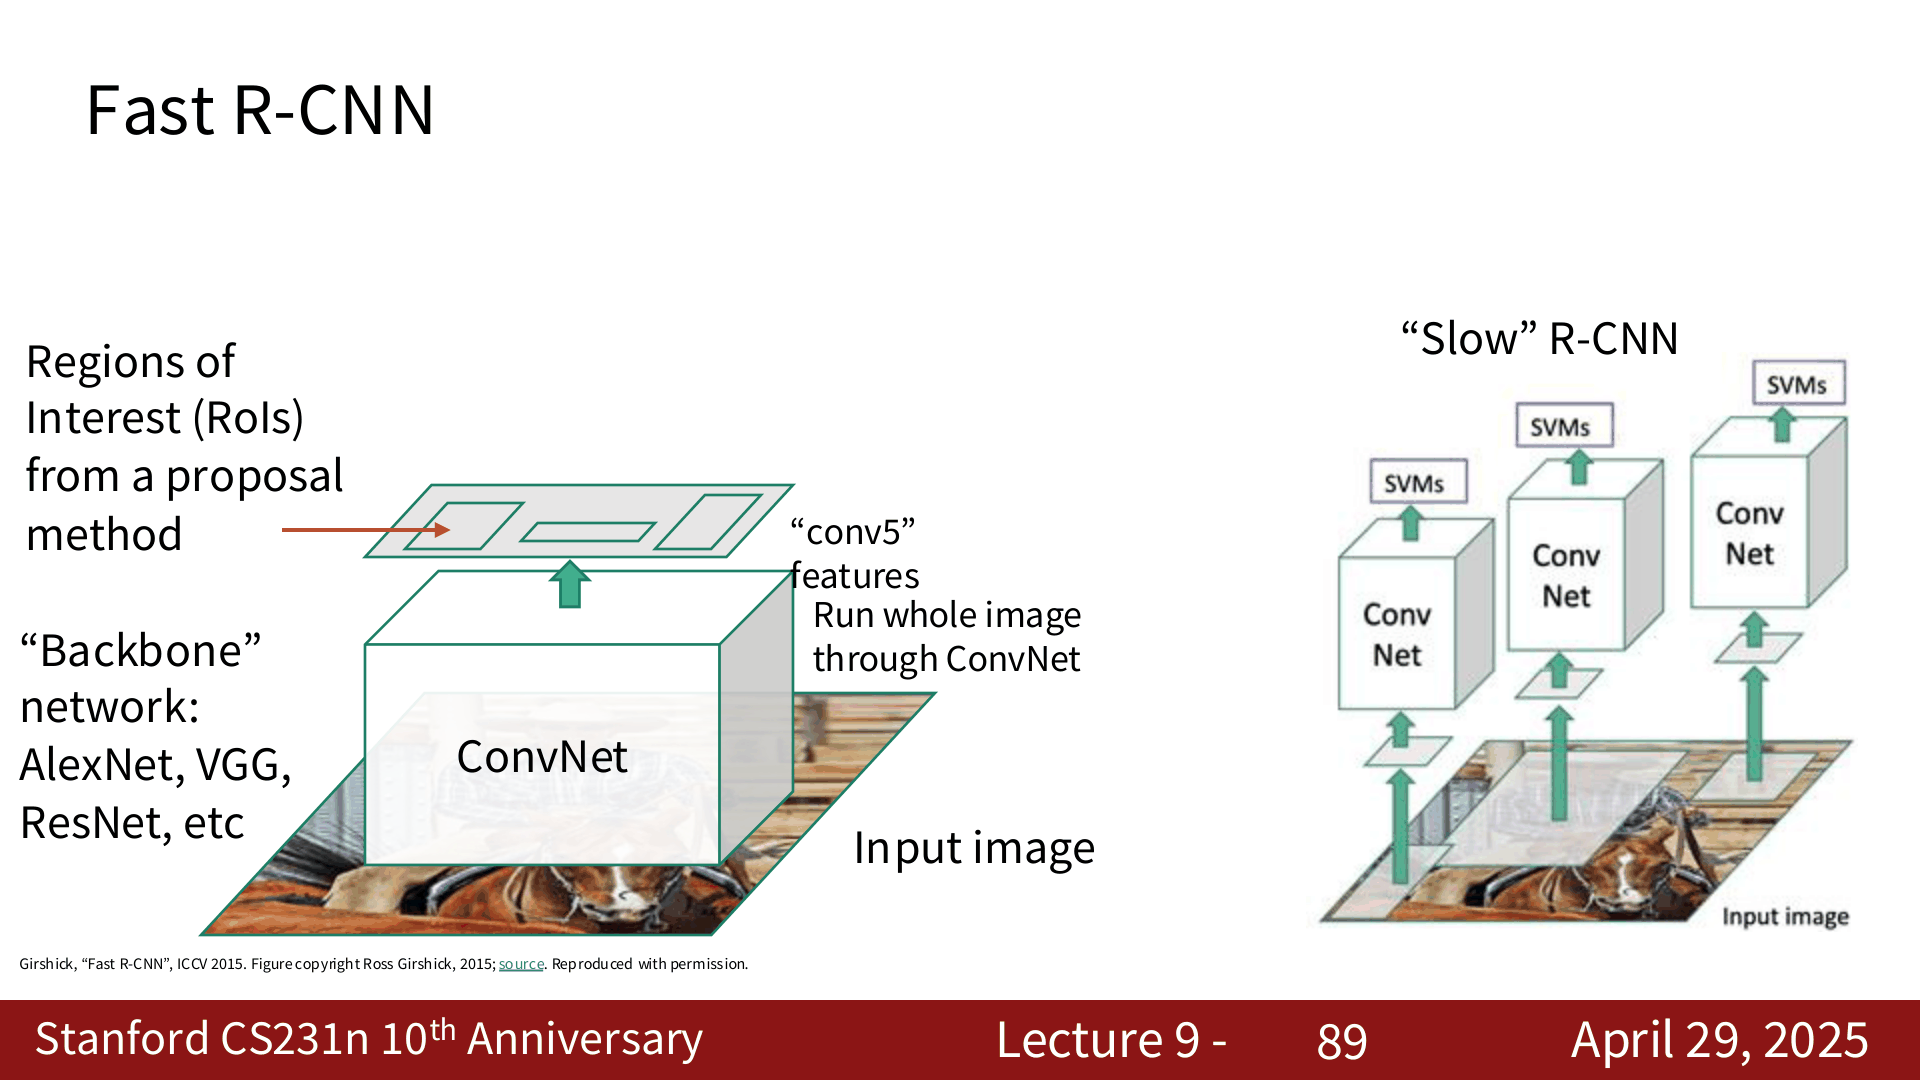 Fast R-CNN
Regions of
Interest (RoIs)
from a proposal
method
"conv5"
features
Run whole image
through ConvNet
“Backbone”
network:
AlexNet, VGG,
ResNet, etc
ConvNet
Input image
“Slow” R-CNN
SVMs
SVMs
SVMs
Conv
Net
Conv
Net
Conv
Net
Input image
Girshick, “Fast R-CNN”, ICCV 2015. Figure copyright Ross Girshick, 2015; source. Reproduced with permission.
Stanford CS231n 10th Anniversary
Lecture 9 - 89
April 29, 2025